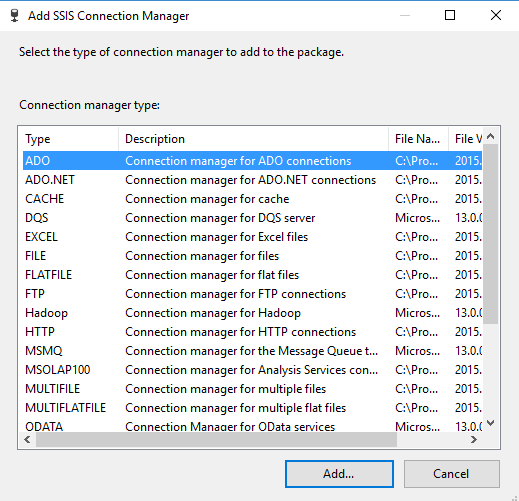 Add SSIS Connection Manager
Select the type of connection manager to add to the package.
Connection manager type:
Type Description File Na... File V
ADO Connection manager for ADO connections C:\Pro... 2015.
ADO.NET Connection manager for ADO.NET connections C:\Pro... 2015.
CACHE Connection manager for cache C:\Pro... 2015.
DQS Connection manager for DQS server Micros... 13.0.0
EXCEL Connection manager for Excel files C:\Pro... 2015.
FILE Connection manager for files C:\Pro... 2015.
FLATFILE Connection manager for flat files C:\Pro... 2015.
FTP Connection manager for FTP connections C:\Pro... 2015.
Hadoop Connection manager for Hadoop Micros... 13.0.0
HTTP Connection manager for HTTP connections C:\Pro... 2015.
MSMQ Connection manager for the Message Queue t... C:\Pro... 2015.
MSOLAP100 Connection manager for Analysis Services con... C:\Pro... 2015.
MULTIFILE Connection manager for multiple files C:\Pro... 2015.
MULTIFLATFILE Connection manager for multiple flat files C:\Pro... 2015.
ODATA Connection Manager for OData services Micros... 13.0.0
Add... Cancel